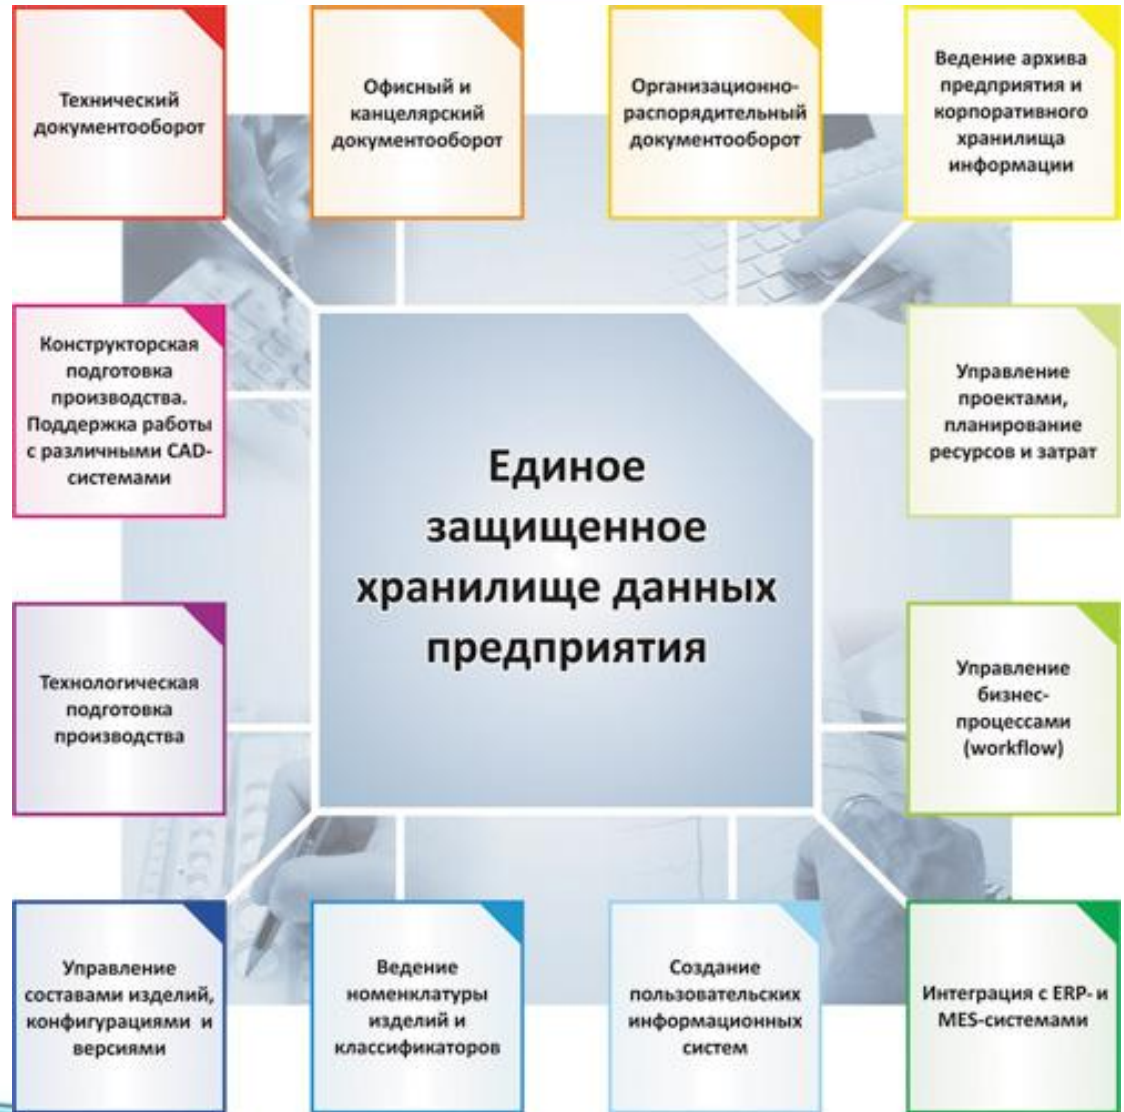 Технический
документооборот
Офисный и
канцелярский
документооборот
Организационно-
распорядительный
документооборот
Ведение архива
предприятия и
корпоративного
хранилища
информации
Конструкторская
подготовка
производства.
Поддержка работы
с различными CAD-
системами
Единое
защищенное
хранилище данных
предприятия
Управление
проектами,
планирование
ресурсов и затрат
Технологическая
подготовка
производства
Управление
бизнес-
процессами
(workflow)
Управление
составами изделий,
конфигурациями и
версиями
Ведение
номенклатуры
изделий и
классификаторов
Создание
пользовательских
информационных
систем
Интеграция с ERP- и
MES-системами